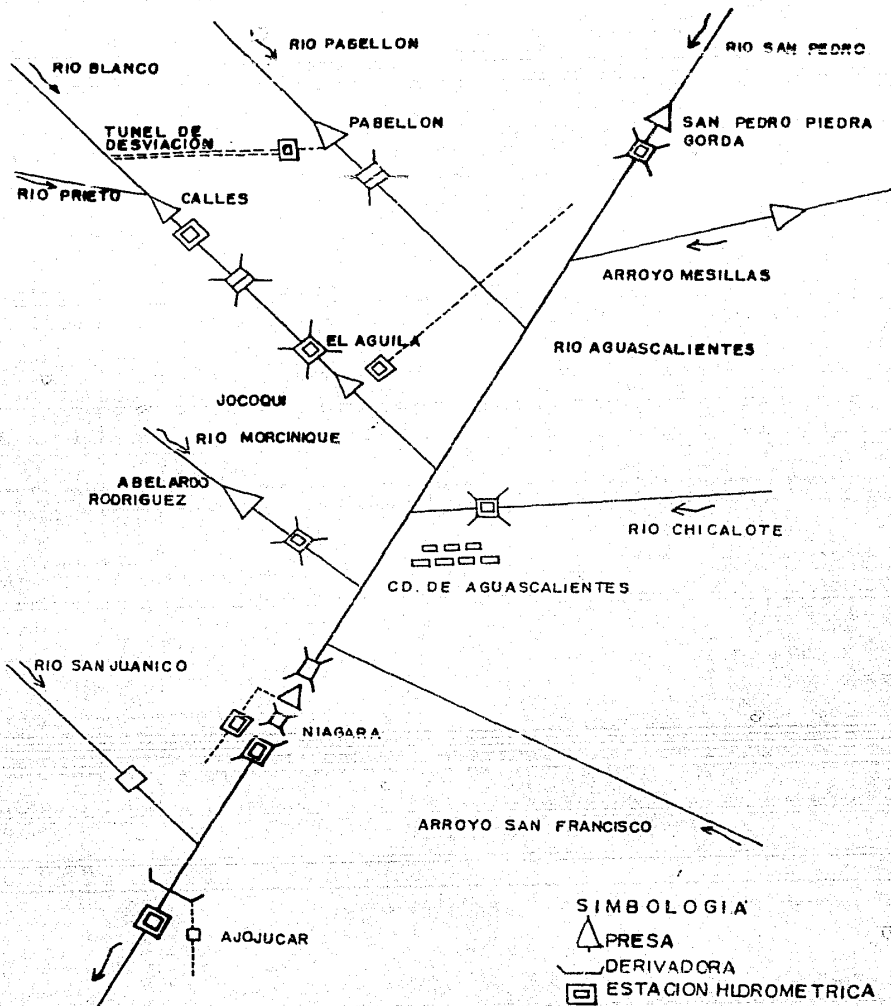 RIO PABELLON
RIO SAN PEDRO
RIO BLANCO
PABELLON
SAN PEDRO PIEDRA
GORDA
TUNEL DE
DESVIACIÓN
RIO PRIETO
CALLES
ARROYO MESILLAS
EL AGUILA
RIO AGUASCALIENTES
JOCOQUI
RIO MORCINIQUE
ABELARDO
RODRIGUEZ
RIO CHICALOTE
CD. DE AGUASCALIENTES
RIO SAN JUANICO
NIAGARA
ARROYO SAN FRANCISCO
AJOJUCAR
SIMBOLOGIA
PRESA
DERIVADORA
ESTACION HIDROMETRICA